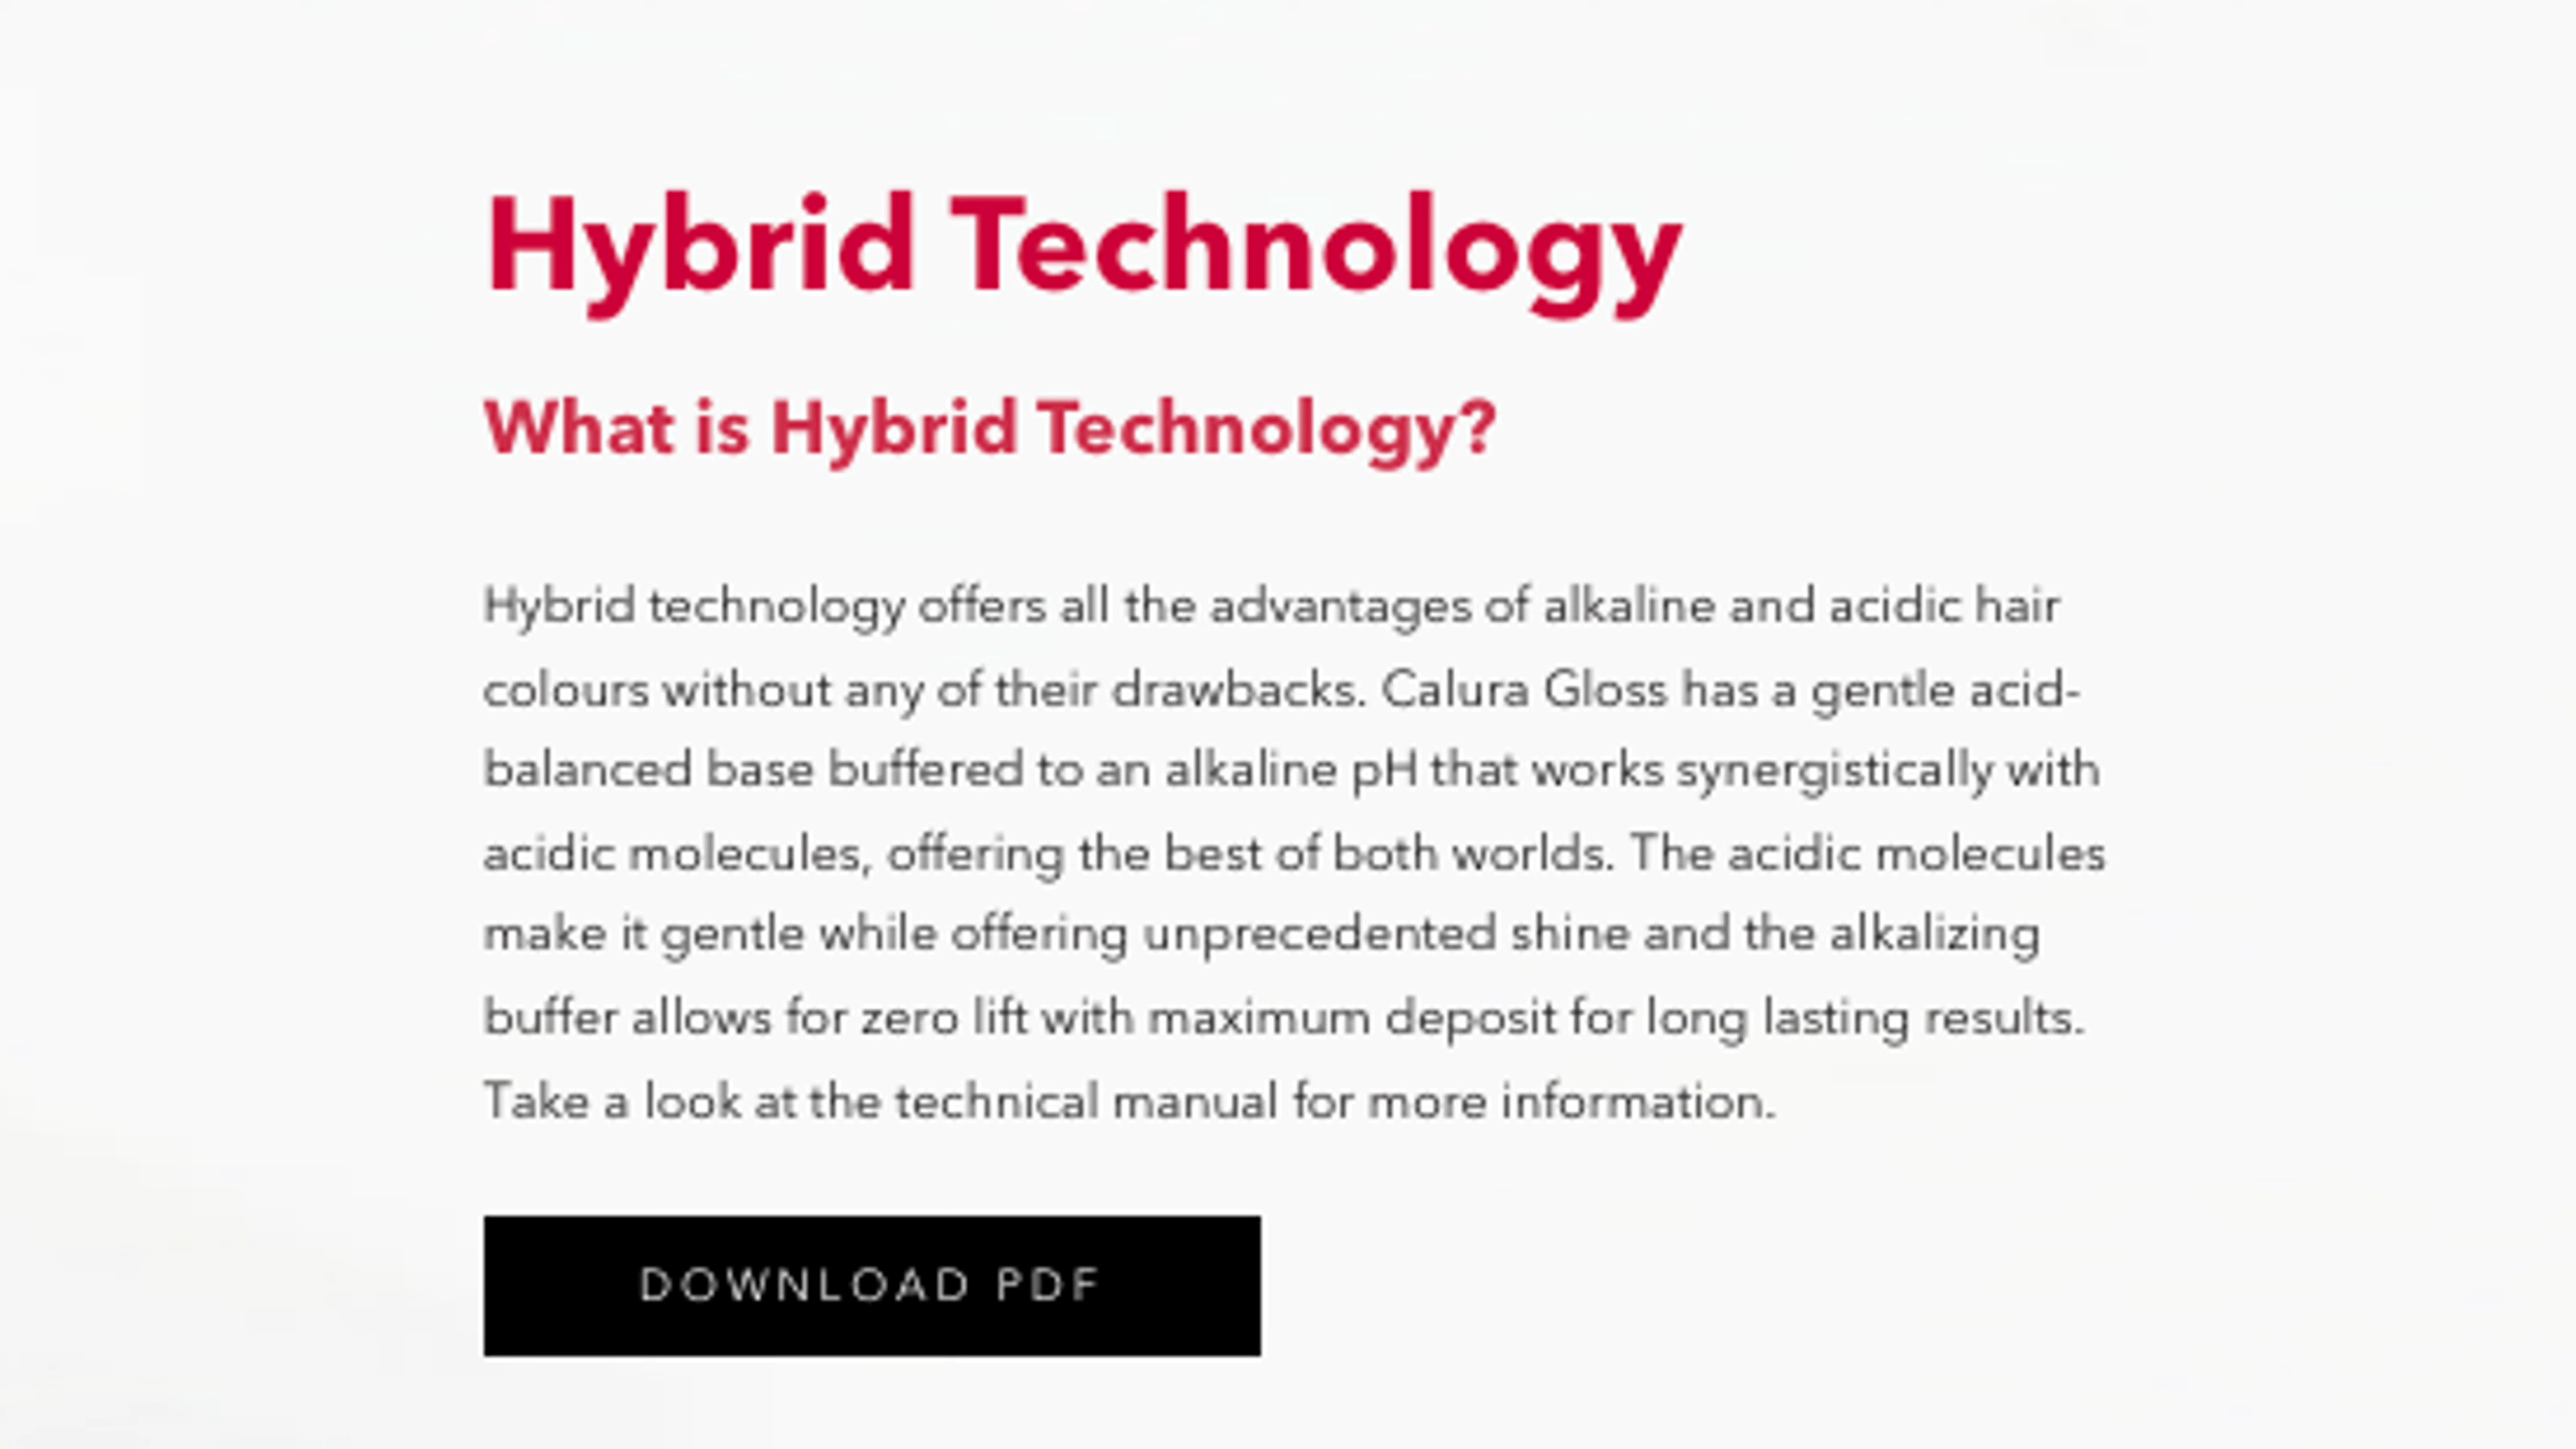 Hybrid Technology
What is Hybrid Technology?
Hybrid technology offers all the advantages of alkaline and acidic hair
colours without any of their drawbacks. Calura Gloss has a gentle acid-
balanced base buffered to an alkaline pH that works synergistically with
acidic molecules, offering the best of both worlds. The acidic molecules
make it gentle while offering unprecedented shine and the alkalizing
buffer allows for zero lift with maximum deposit for long lasting results.
Take a look at the technical manual for more information.
DOWNLOAD PDF